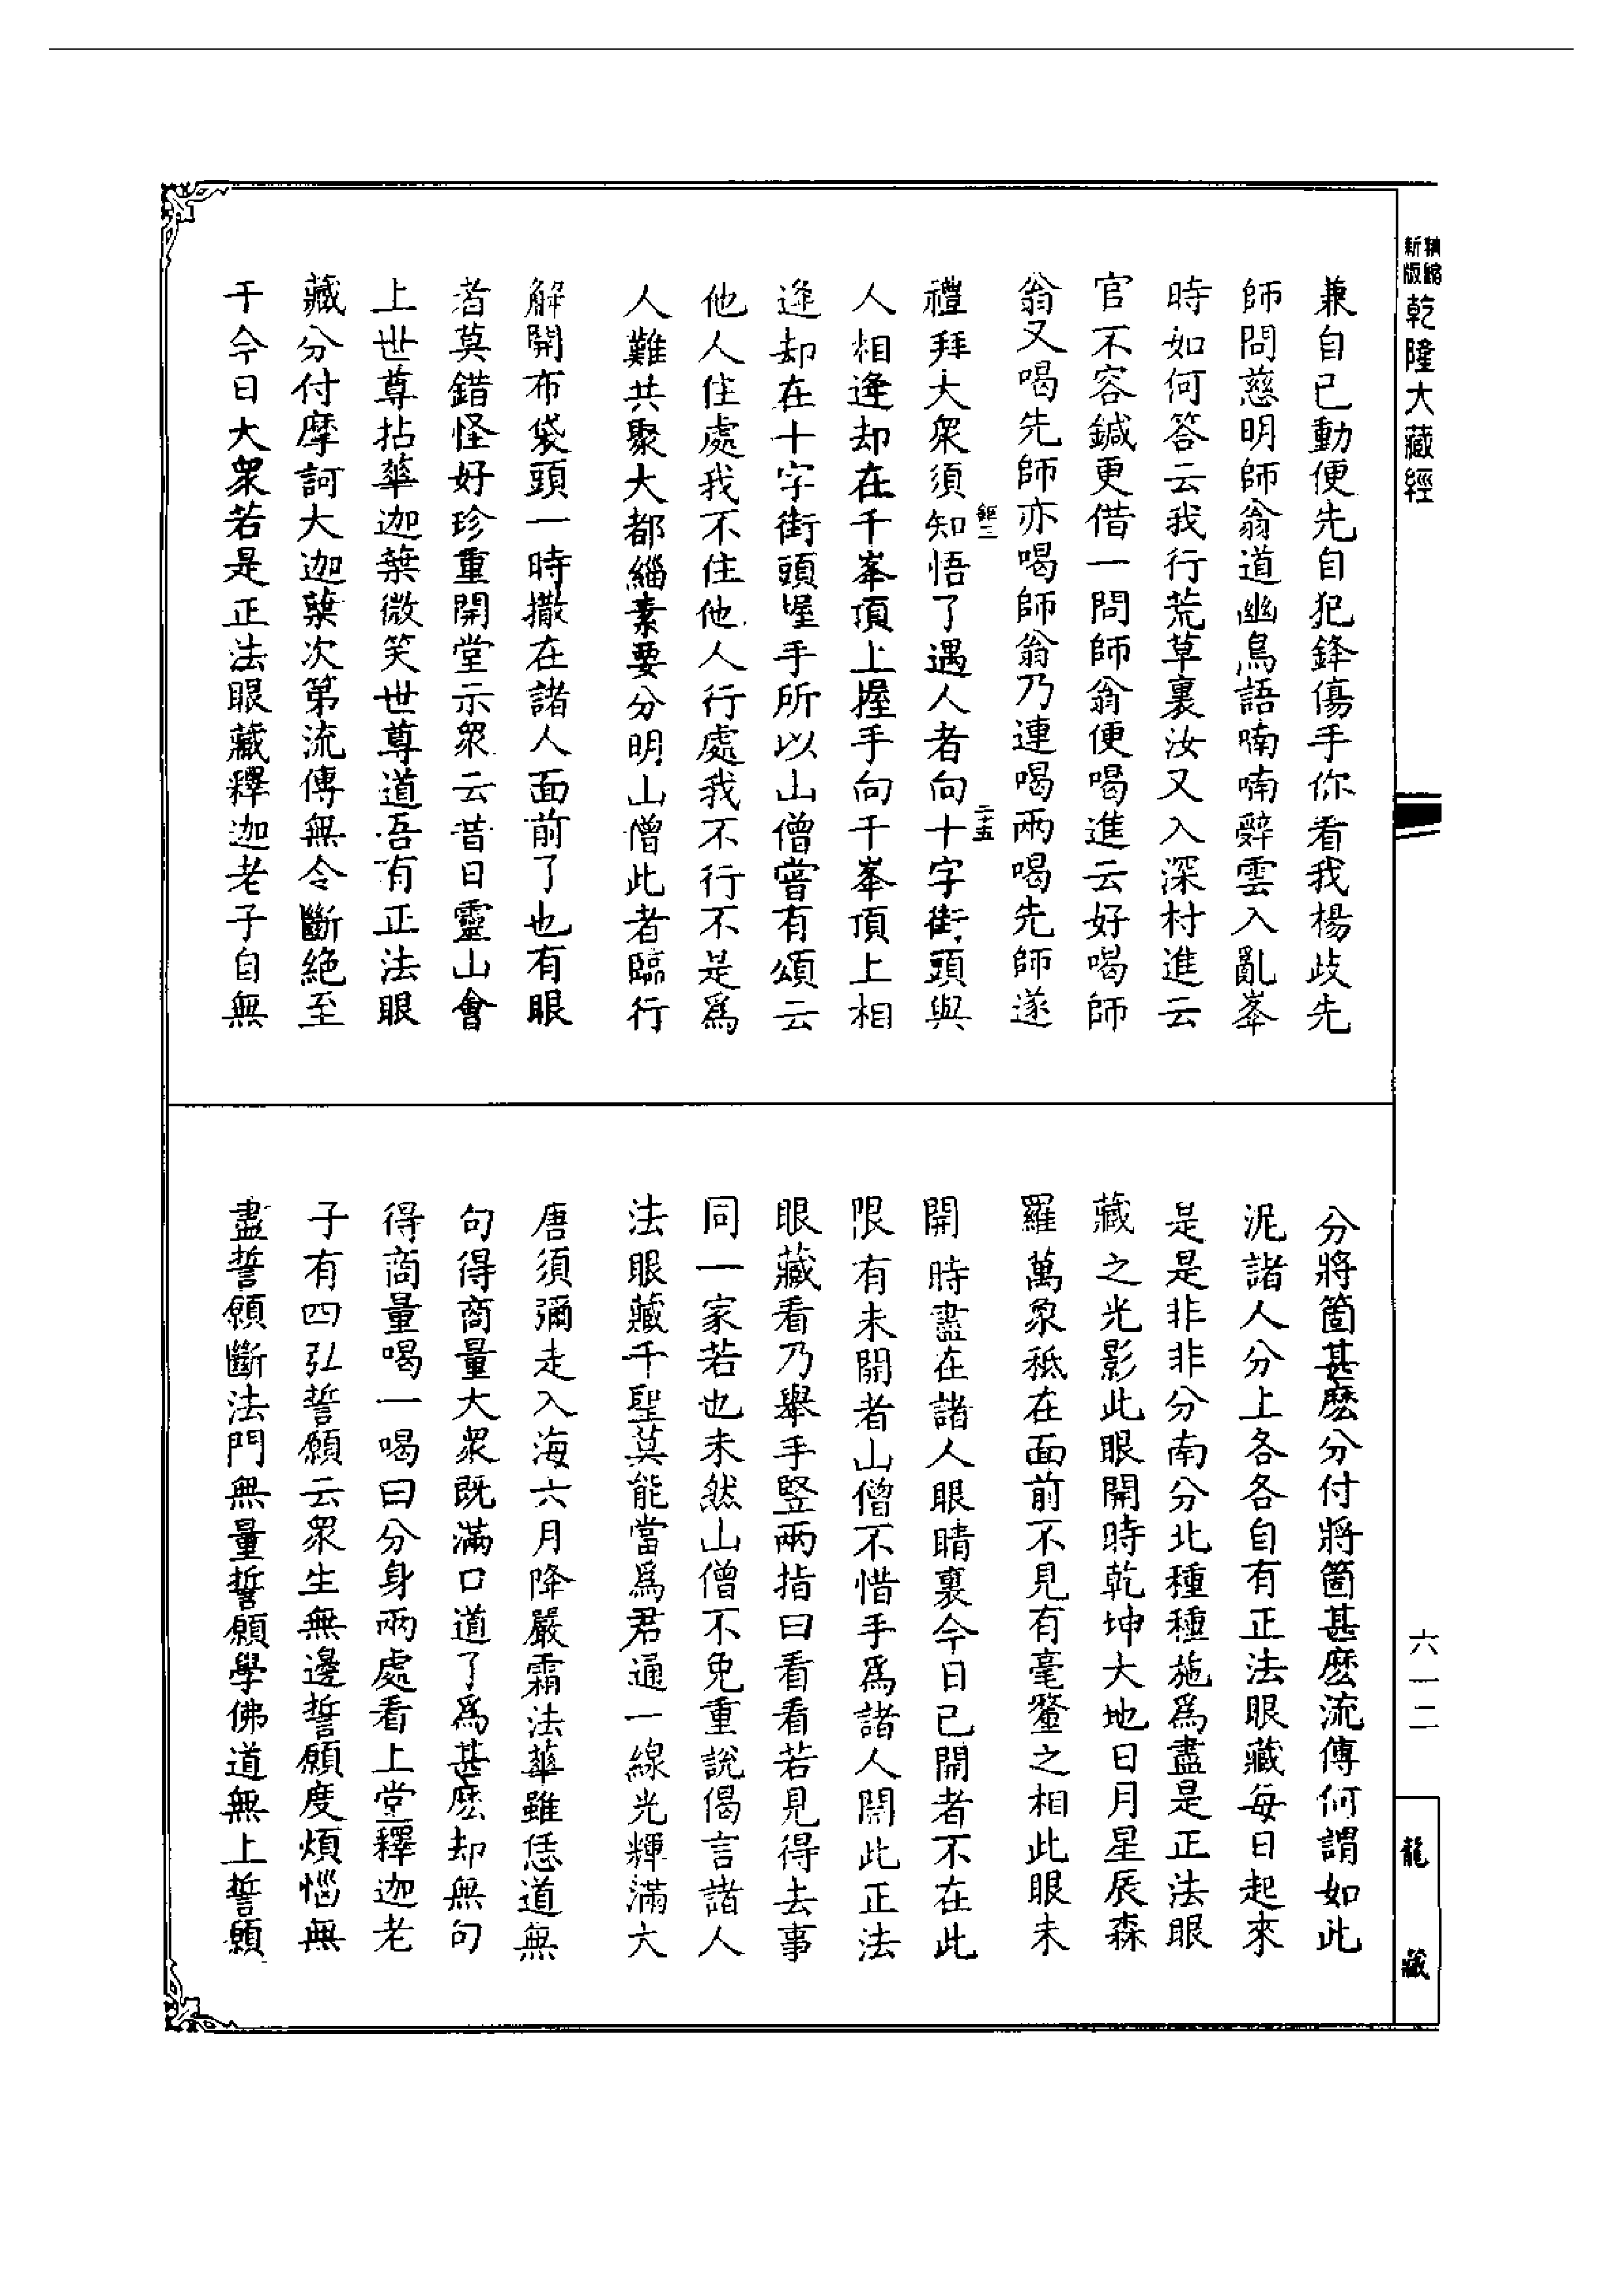 精縮新版乾隆大藏經
兼自己動便先自犯鋒傷手你看我楊歧先
師問慈明師翁道幽鳥語喃喃辭雲入亂峯
時如何答云我行荒草裏汝又入深村進云
官不容鍼更借一問師翁便喝進云好喝師
翁又喝先師亦喝師翁乃連喝兩喝先師遂
鉅三
二十五
禮拜大衆須知悟了遇人者向十字街頭與
人相逢却在千峯頂上握手向千峯頂上相
逢却在十字街頭握手所以山僧嘗有頌云
他人住處我不住他人行處我不行不是爲
人難共聚大都緇素要分明山僧此者臨行
解開布袋頭一時撒在諸人面前了也有眼
者莫錯怪好珍重開堂示衆云昔日靈山會
上世尊拈華迦葉微笑世尊道吾有正法眼
藏分付摩訶大迦葉次第流傳無令斷絶至
于今日大衆若是正法眼藏釋迦老子自無
分將箇甚麽分付將箇甚麽流傳何謂如此
泥諸人分上各各自有正法眼藏每日起來
是是非非分南分北種種施爲盡是正法眼
藏之光影此眼開時乾坤大地日月星辰森
羅萬象秖在面前不見有毫釐之相此眼未
開時盡在諸人眼睛裏今日已開者不在此
限有未開者山僧不惜手爲諸人開此正法
眼藏看乃舉手竪兩指曰看看若見得去事
同一家若也未然山僧不免重說偈言諸人
法眼藏千聖莫能當爲君通一線光輝滿大
唐須彌走入海六月降嚴霜法華雖恁道無
句得商量大衆既滿口道了爲甚麽却無句
得商量喝一喝曰分身兩處看上堂釋迦老
子有四弘誓願云衆生無邊誓願度煩惱無
盡誓願斷法門無量誓願學佛道無上誓願
六一二
龍藏